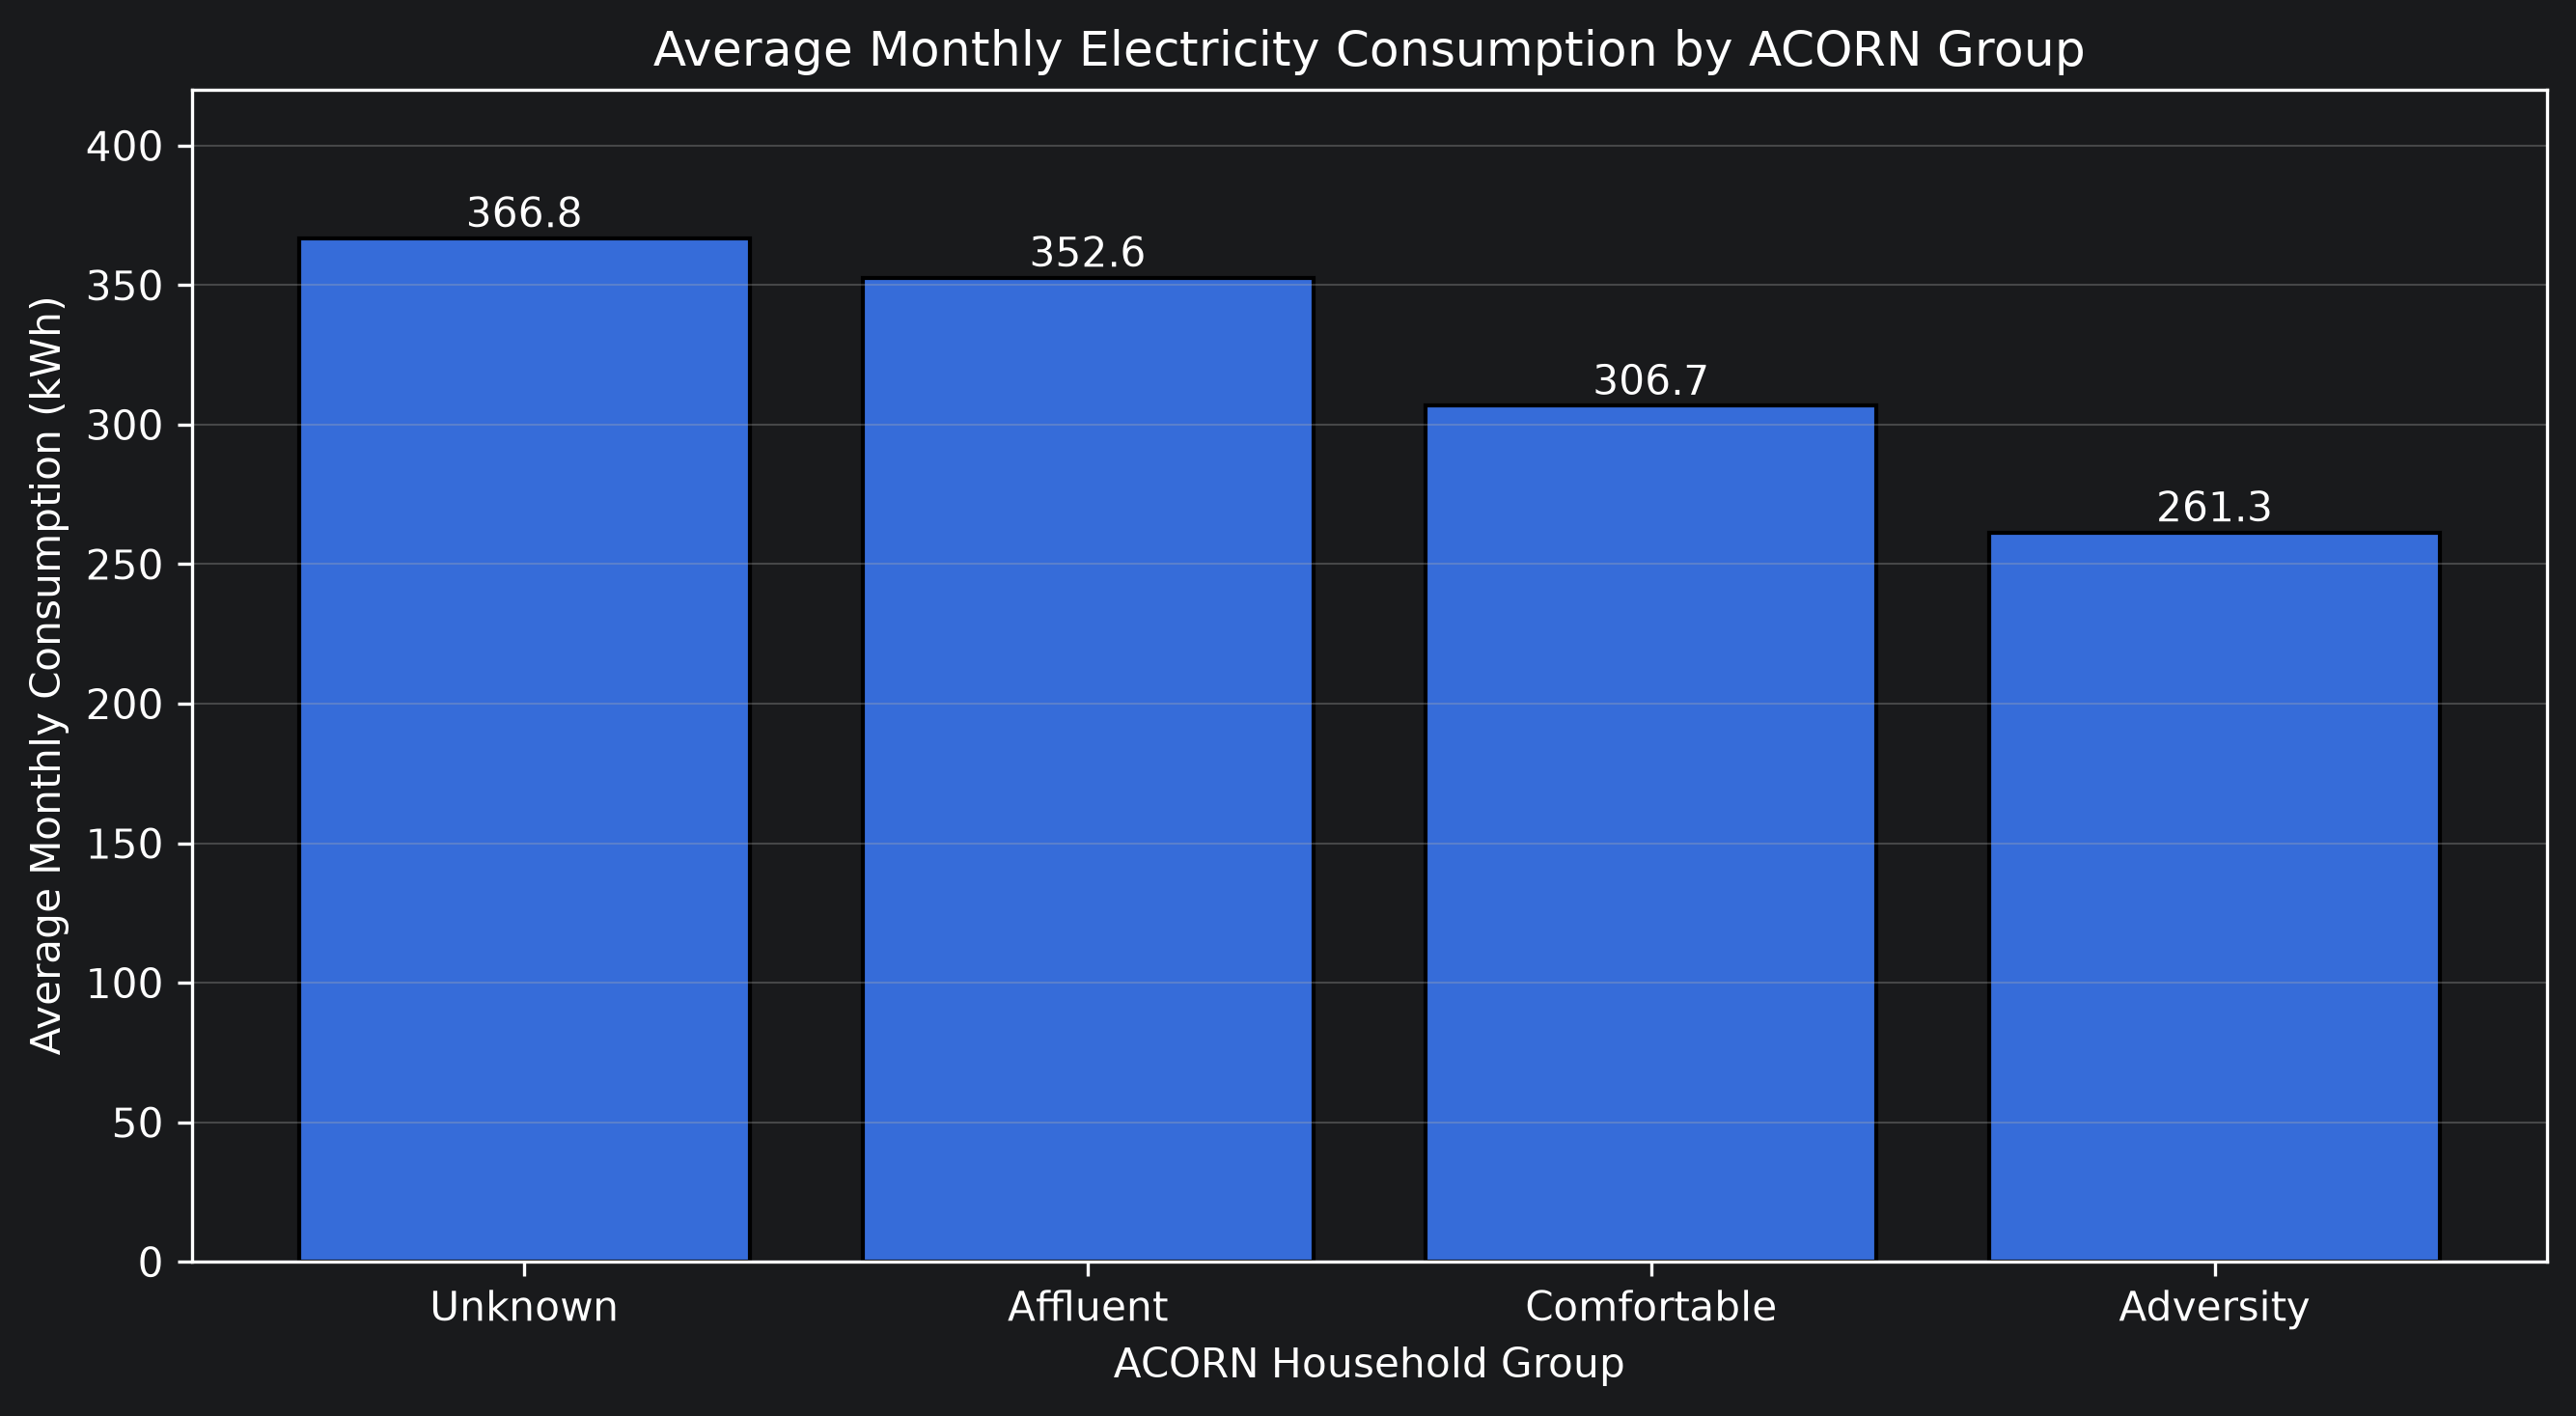 Average Monthly Electricity Consumption by ACORN Group
Average Monthly Consumption (kWh)
400
350
300
250
200
150
100
50
0
366.8
352.6
306.7
261.3
Unknown
Affluent
Comfortable
Adversity
ACORN Household Group